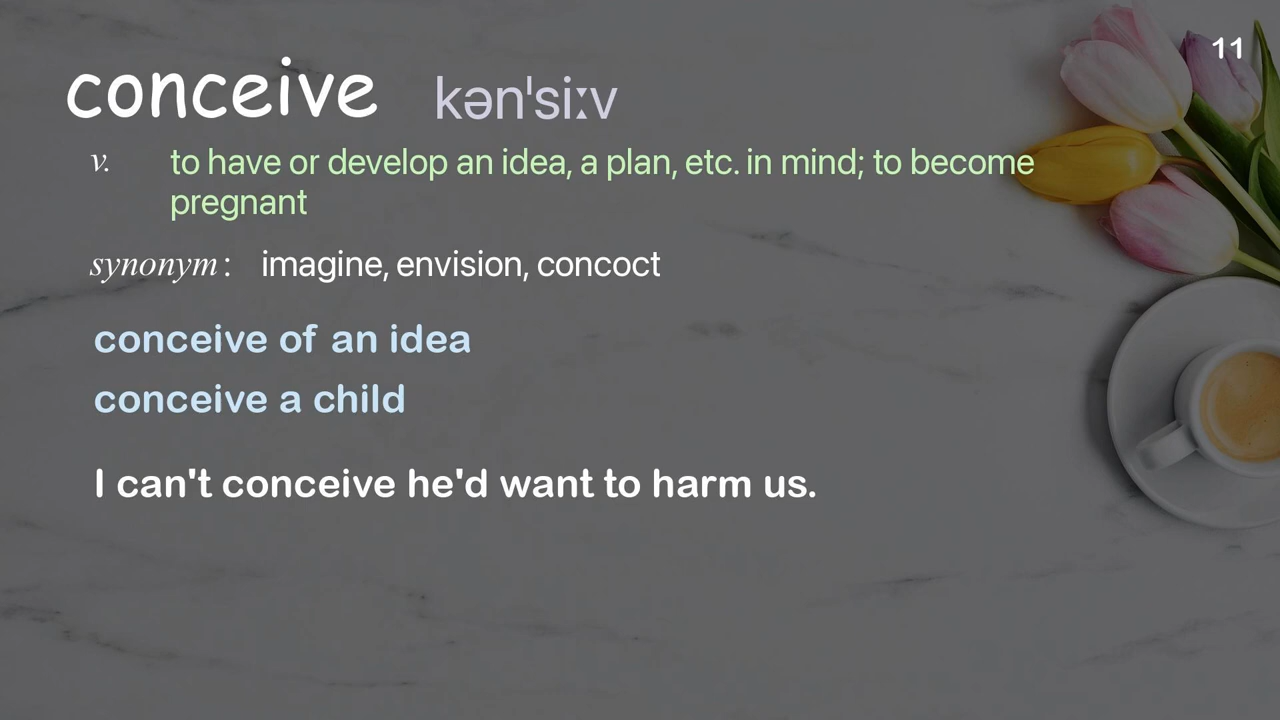 11
conceive kən'siːv
v. to have or develop an idea, a plan, etc. in mind; to become
pregnant
synonym : imagine, envision, concoct
conceive of an idea
conceive a child
I can't conceive he'd want to harm us.